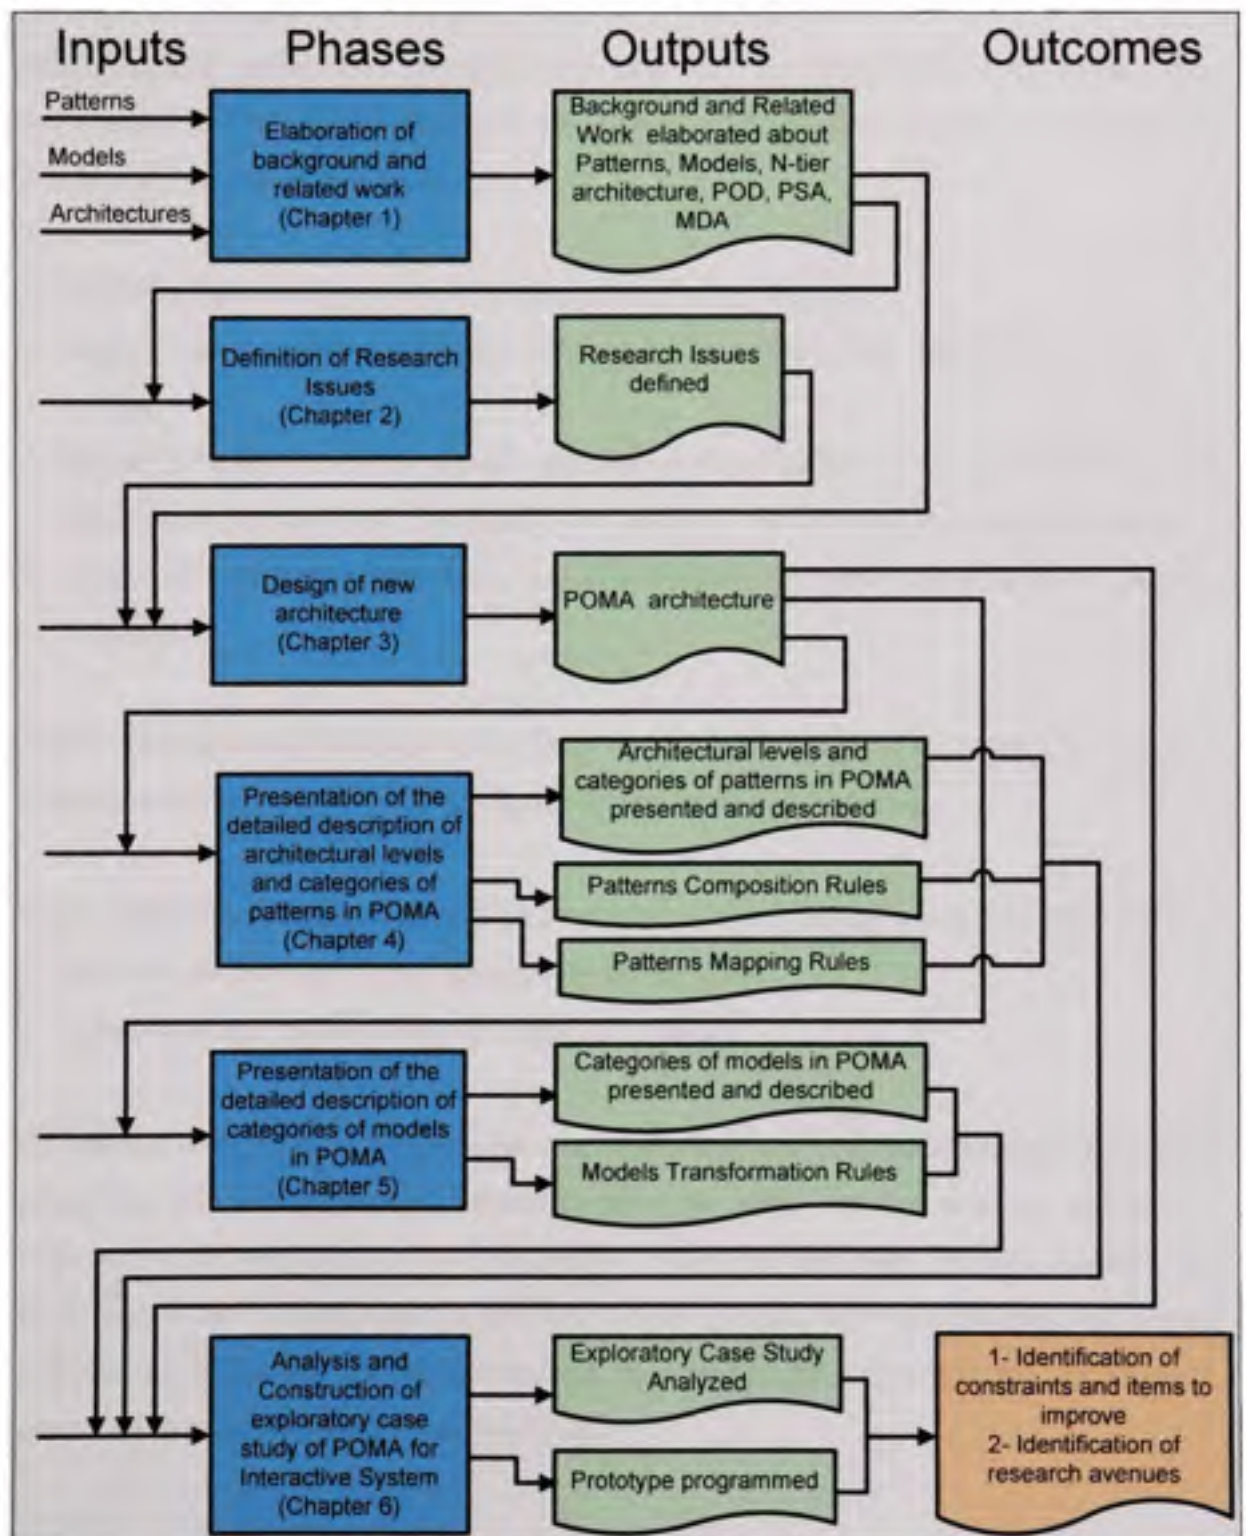 Inputs
Phases
Outputs
Outcomes
Patterns
Models
Architectures
Elaboration of
background and
related work
(Chapter 1)
Background and Related
Work elaborated about
Patterns, Models, N-tier
architecture, POD, PSA,
MDA
Definition of Research
Issues
(Chapter 2)
Research Issues
defined
Design of new
architecture
(Chapter 3)
POMA architecture
Presentation of the
detailed description of
architectural levels
and categories of
patterns in POMA
(Chapter 4)
Architectural levels and
categories of patterns in POMA
presented and described
Patterns Composition Rules
Patterns Mapping Rules
Presentation of the
detailed description of
categories of models
in POMA
(Chapter 5)
Categories of models in POMA
presented and described
Models Transformation Rules
Analysis and
Construction of
exploratory case
study of POMA for
Interactive System
(Chapter 6)
Exploratory Case Study
Analyzed
Prototype programmed
1- Identification of
constraints and items to
improve
2- Identification of
research avenues